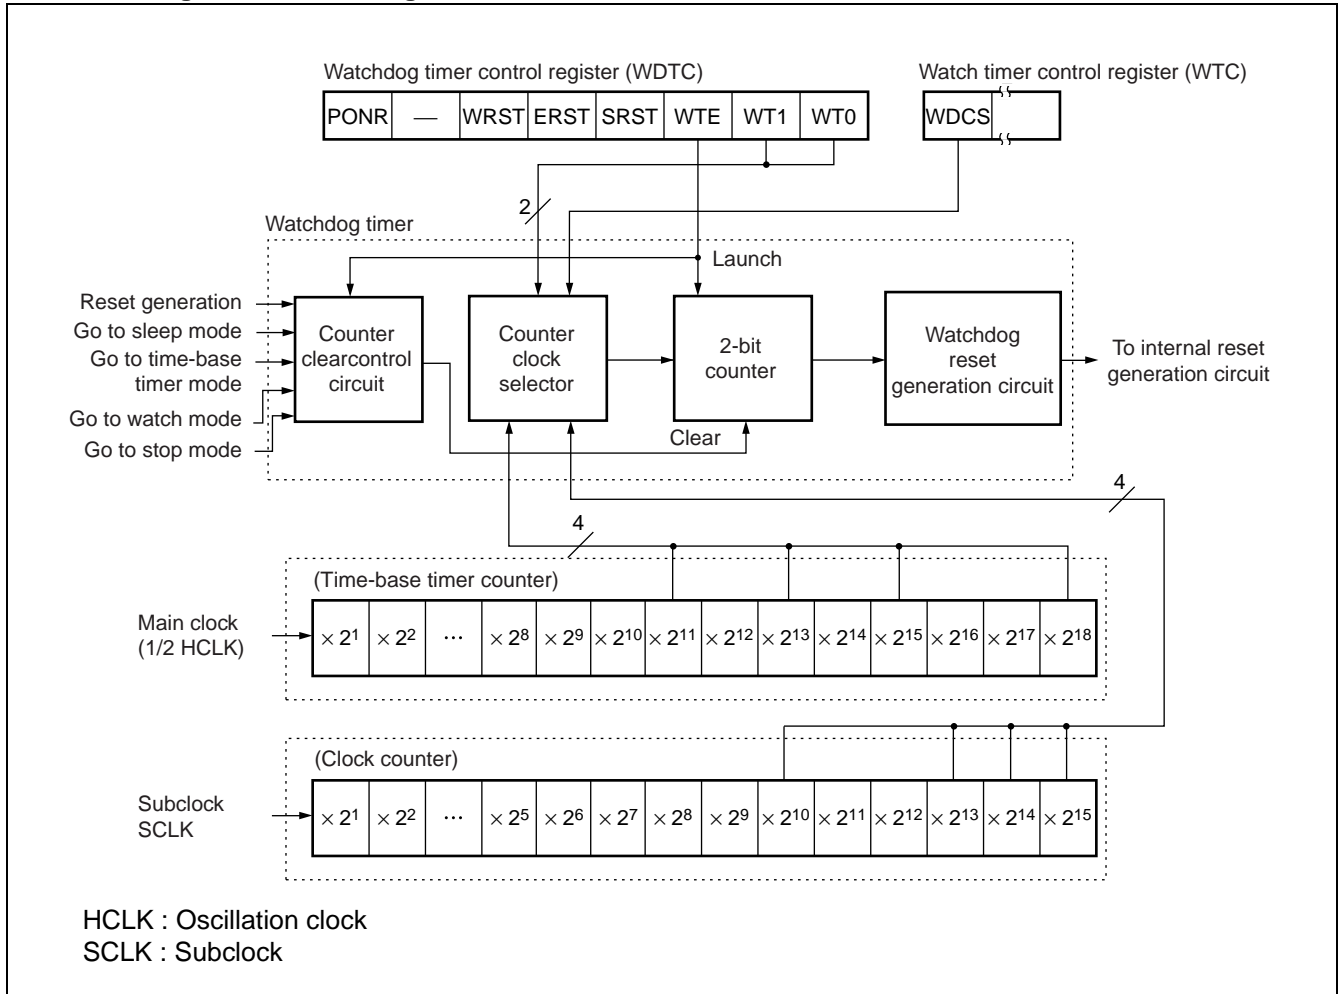 Watchdog timer control register (WDTC)
Watch timer control register (WTC)
PONR — WRST ERST SRST WTE WT1 WT0
WDCS
2
Watchdog timer
Launch
Reset generation
Go to sleep mode
Go to time-base
timer mode
Go to watch mode
Go to stop mode
Counter
clearcontrol
circuit
Counter
clock
selector
2-bit
counter
Watchdog
reset
generation circuit
To internal reset
generation circuit
Clear
4
4
(Time-base timer counter)
Main clock
(1/2 HCLK)
× 2¹ × 2² ··· × 2⁸ × 2⁹ × 2¹⁰ × 2¹¹ × 2¹² × 2¹³ × 2¹⁴ × 2¹⁵ × 2¹⁶ × 2¹⁷ × 2¹⁸
(Clock counter)
Subclock
SCLK
× 2¹ × 2² ··· × 2⁵ × 2⁶ × 2⁷ × 2⁸ × 2⁹ × 2¹⁰ × 2¹¹ × 2¹² × 2¹³ × 2¹⁴ × 2¹⁵
HCLK : Oscillation clock
SCLK : Subclock